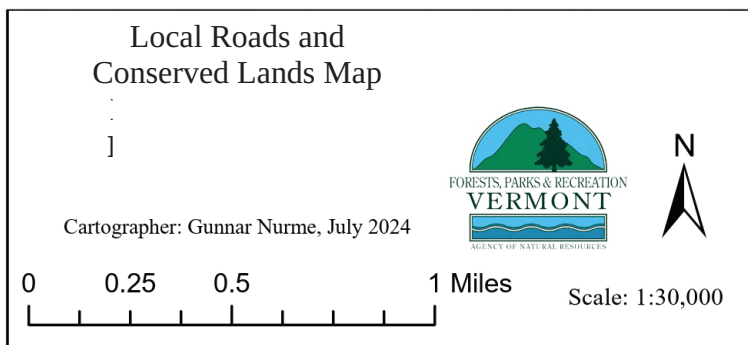 Local Roads and
Conserved Lands Map
FORESTS, PARKS & RECREATION
VERMONT
AGENCY OF NATURAL RESOURCES
N
Cartographer: Gunnar Nurme, July 2024
0 0.25 0.5 1 Miles
Scale: 1:30,000